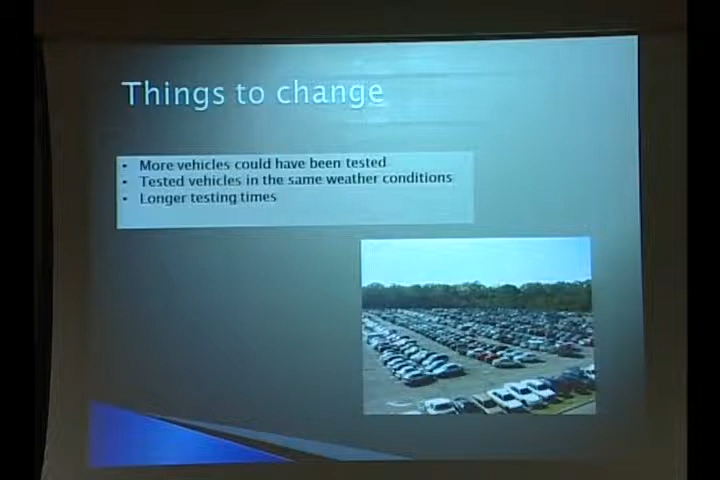 Things to change
• More vehicles could have been tested
• Tested vehicles in the same weather conditions
• Longer testing times